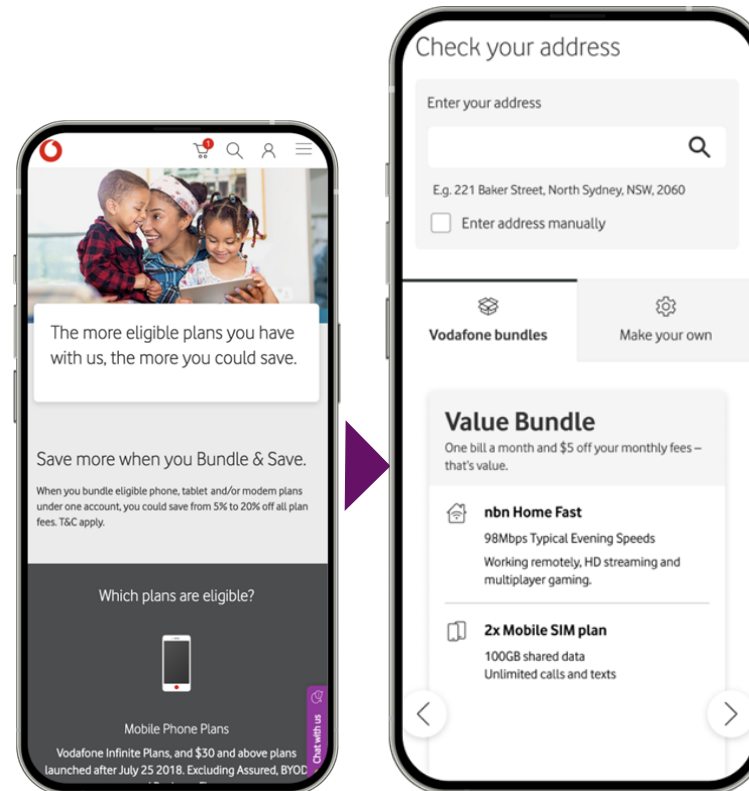 1
The more eligible plans you have
with us, the more you could save.
Save more when you Bundle & Save.
When you bundle eligible phone, tablet and/or modem plans
under one account, you could save from 5% to 20% off all plan
fees. T&C apply.
Which plans are eligible?
Mobile Phone Plans
Vodafone Infinite Plans, and $30 and above plans
launched after July 25 2018. Excluding Assured, BYOD
Chat with us
Check your address
Enter your address
E.g. 221 Baker Street, North Sydney, NSW, 2060
Enter address manually
Vodafone bundles
Make your own
Value Bundle
One bill a month and $5 off your monthly fees –
that's value.
nbn Home Fast
98Mbps Typical Evening Speeds
Working remotely, HD streaming and
multiplayer gaming.
2x Mobile SIM plan
100GB shared data
Unlimited calls and texts